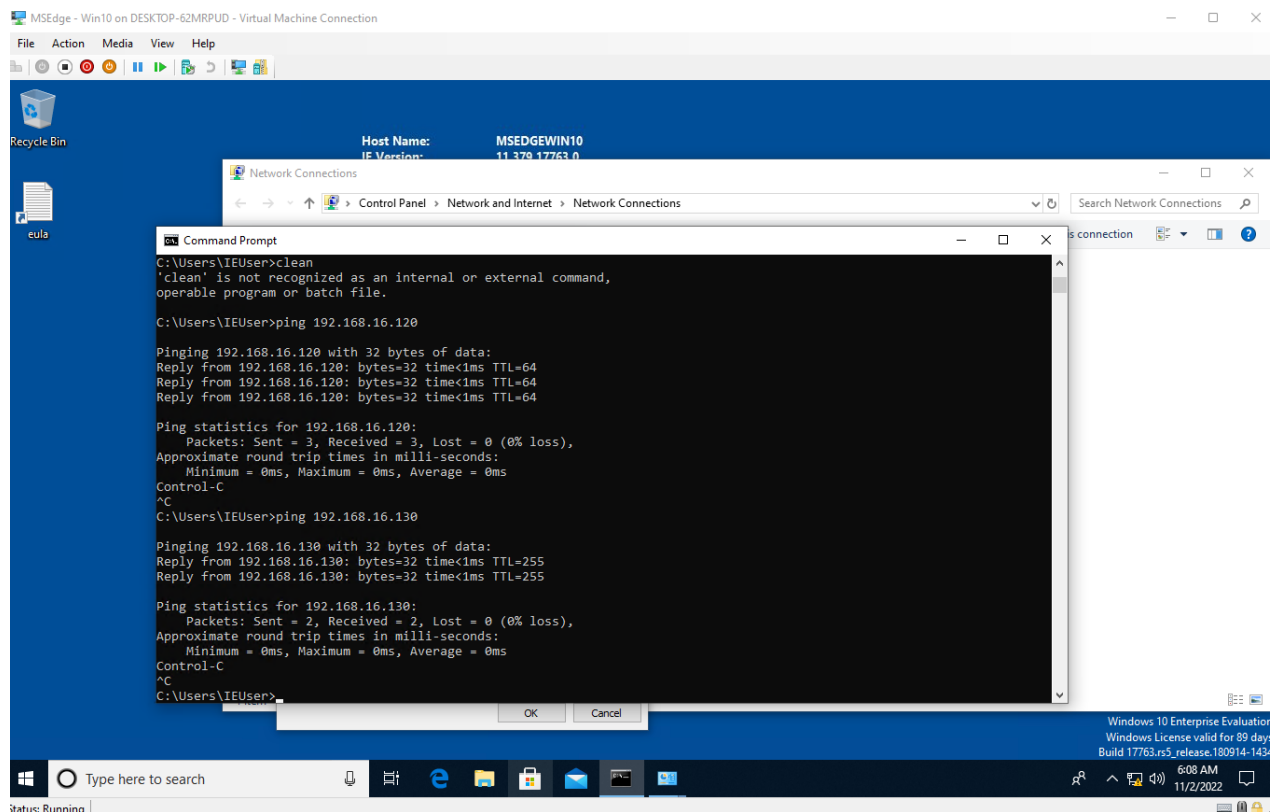 MSEdge - Win10 on DESKTOP-62MRPUD - Virtual Machine Connection
File Action Media View Help
Recycle Bin
Host Name: MSEDGEWIN10
IE Version: 11.379.17763.0
Network Connections
Control Panel > Network and Internet > Network Connections
Search Network Connections
eula
is connection
Command Prompt
C:\Users\IEUser>clean
'clean' is not recognized as an internal or external command,
operable program or batch file.
C:\Users\IEUser>ping 192.168.16.120
Pinging 192.168.16.120 with 32 bytes of data:
Reply from 192.168.16.120: bytes=32 time<1ms TTL=64
Reply from 192.168.16.120: bytes=32 time<1ms TTL=64
Reply from 192.168.16.120: bytes=32 time<1ms TTL=64
Ping statistics for 192.168.16.120:
Packets: Sent = 3, Received = 3, Lost = 0 (0% loss),
Approximate round trip times in milli-seconds:
Minimum = 0ms, Maximum = 0ms, Average = 0ms
Control-C
^C
C:\Users\IEUser>ping 192.168.16.130
Pinging 192.168.16.130 with 32 bytes of data:
Reply from 192.168.16.130: bytes=32 time<1ms TTL=255
Reply from 192.168.16.130: bytes=32 time<1ms TTL=255
Ping statistics for 192.168.16.130:
Packets: Sent = 2, Received = 2, Lost = 0 (0% loss),
Approximate round trip times in milli-seconds:
Minimum = 0ms, Maximum = 0ms, Average = 0ms
Control-C
^C
C:\Users\IEUser>
OK Cancel
Windows 10 Enterprise Evaluation
Windows License valid for 89 days
Build 17763.rs5_release.180914-1434
Type here to search
6:08 AM
11/2/2022
Status: Running